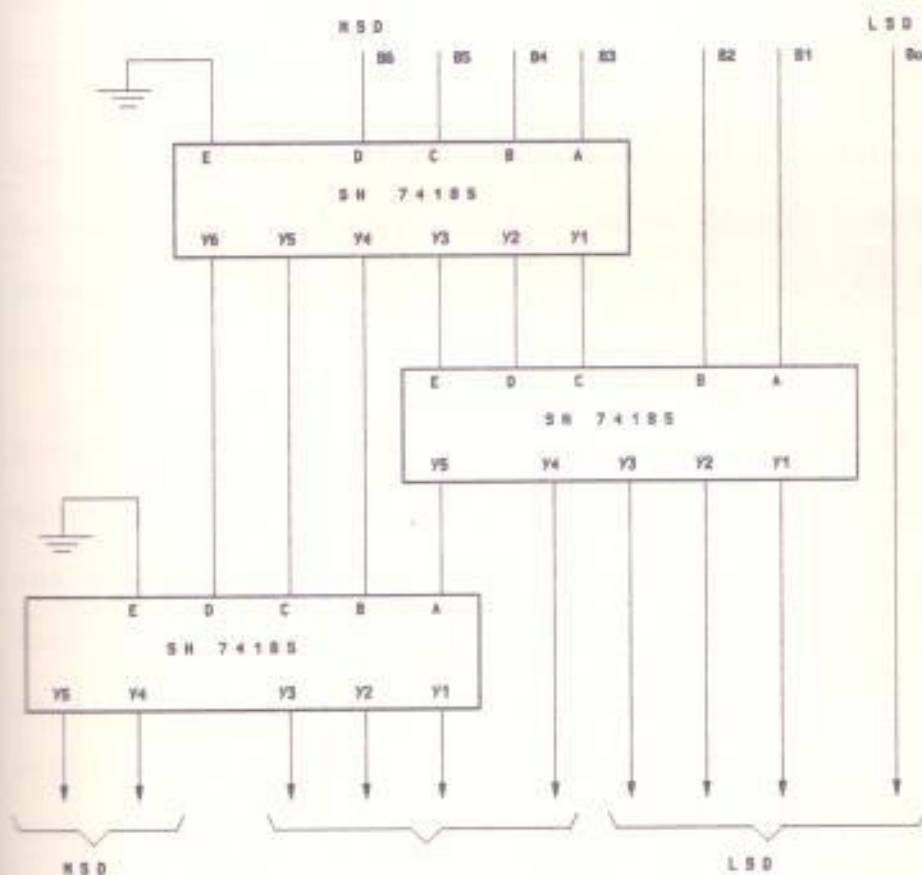 MSD LSD
B6 B5 B4 B3 B2 B1 Bo
E D C B A
SN 74185
Y6 Y5 Y4 Y3 Y2 Y1
E D C B A
SN 74185
Y5 Y4 Y3 Y2 Y1
E D C B A
SN 74185
Y5 Y4 Y3 Y2 Y1
MSD LSD